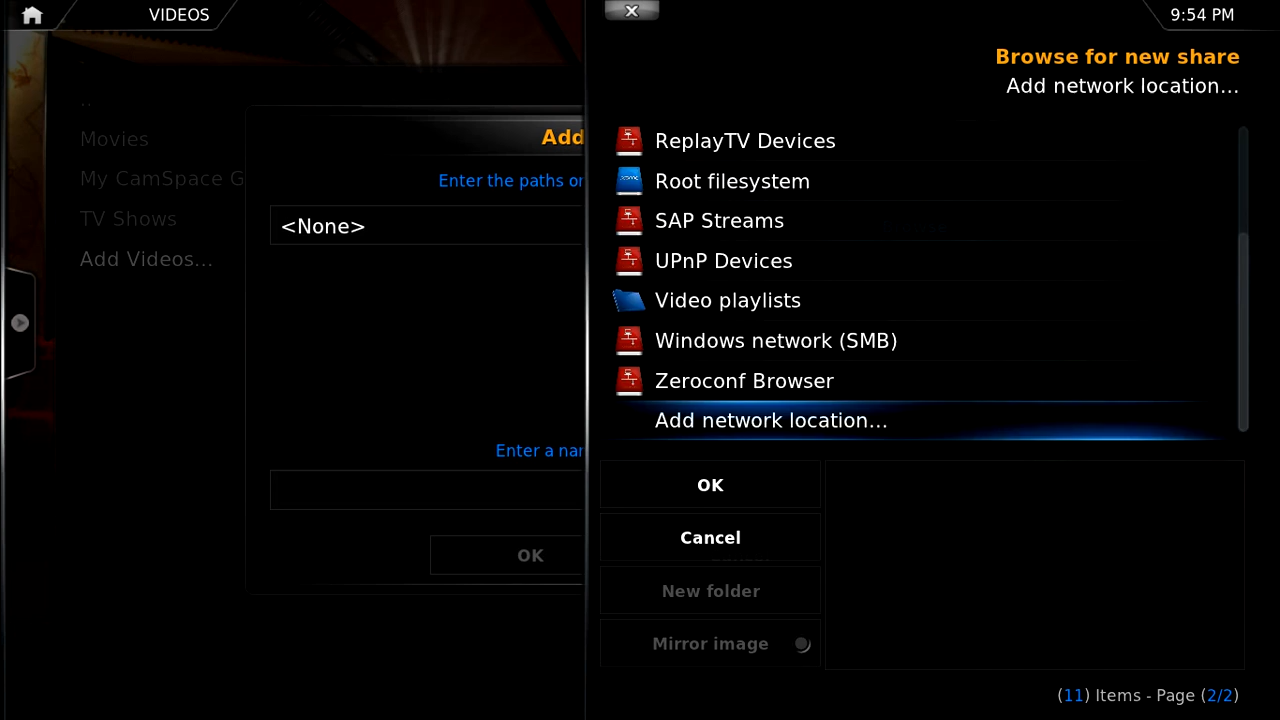 VIDEOS
9:54 PM
Browse for new share
Add network location...
..
Movies
My CamSpace G
TV Shows
Add Videos...
Add
Enter the paths or
<None>
Enter a nar
OK
ReplayTV Devices
Root filesystem
SAP Streams
UPnP Devices
Video playlists
Windows network (SMB)
Zeroconf Browser
Add network location...
OK
Cancel
New folder
Mirror image
(11) Items - Page (2/2)